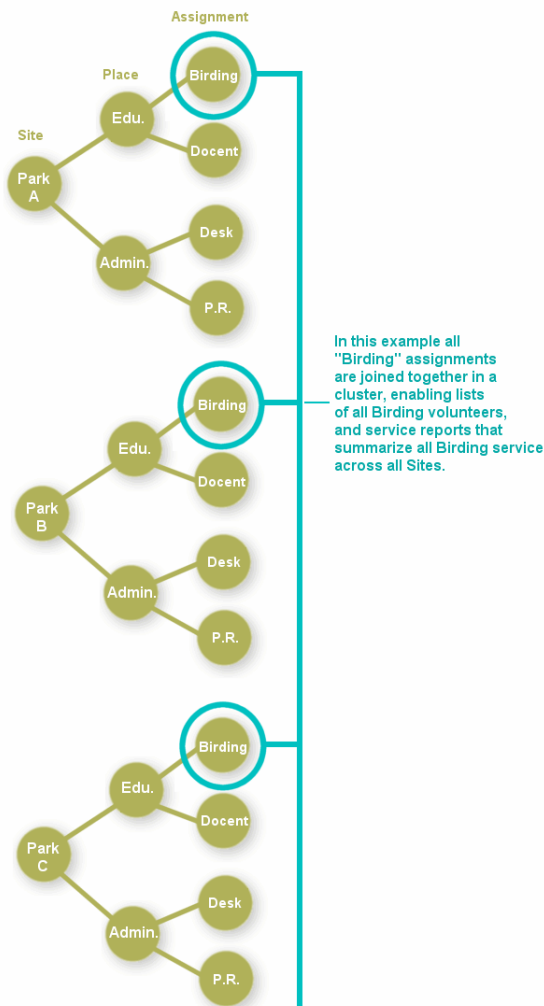 Assignment
Place
Site
Birding
Edu.
Docent
Park
A
Desk
Admin.
P.R.
In this example all
"Birding" assignments
are joined together in a
cluster, enabling lists
of all Birding volunteers,
and service reports that
summarize all Birding service
across all Sites.
Birding
Edu.
Docent
Park
B
Desk
Admin.
P.R.
Birding
Edu.
Docent
Park
C
Desk
Admin.
P.R.